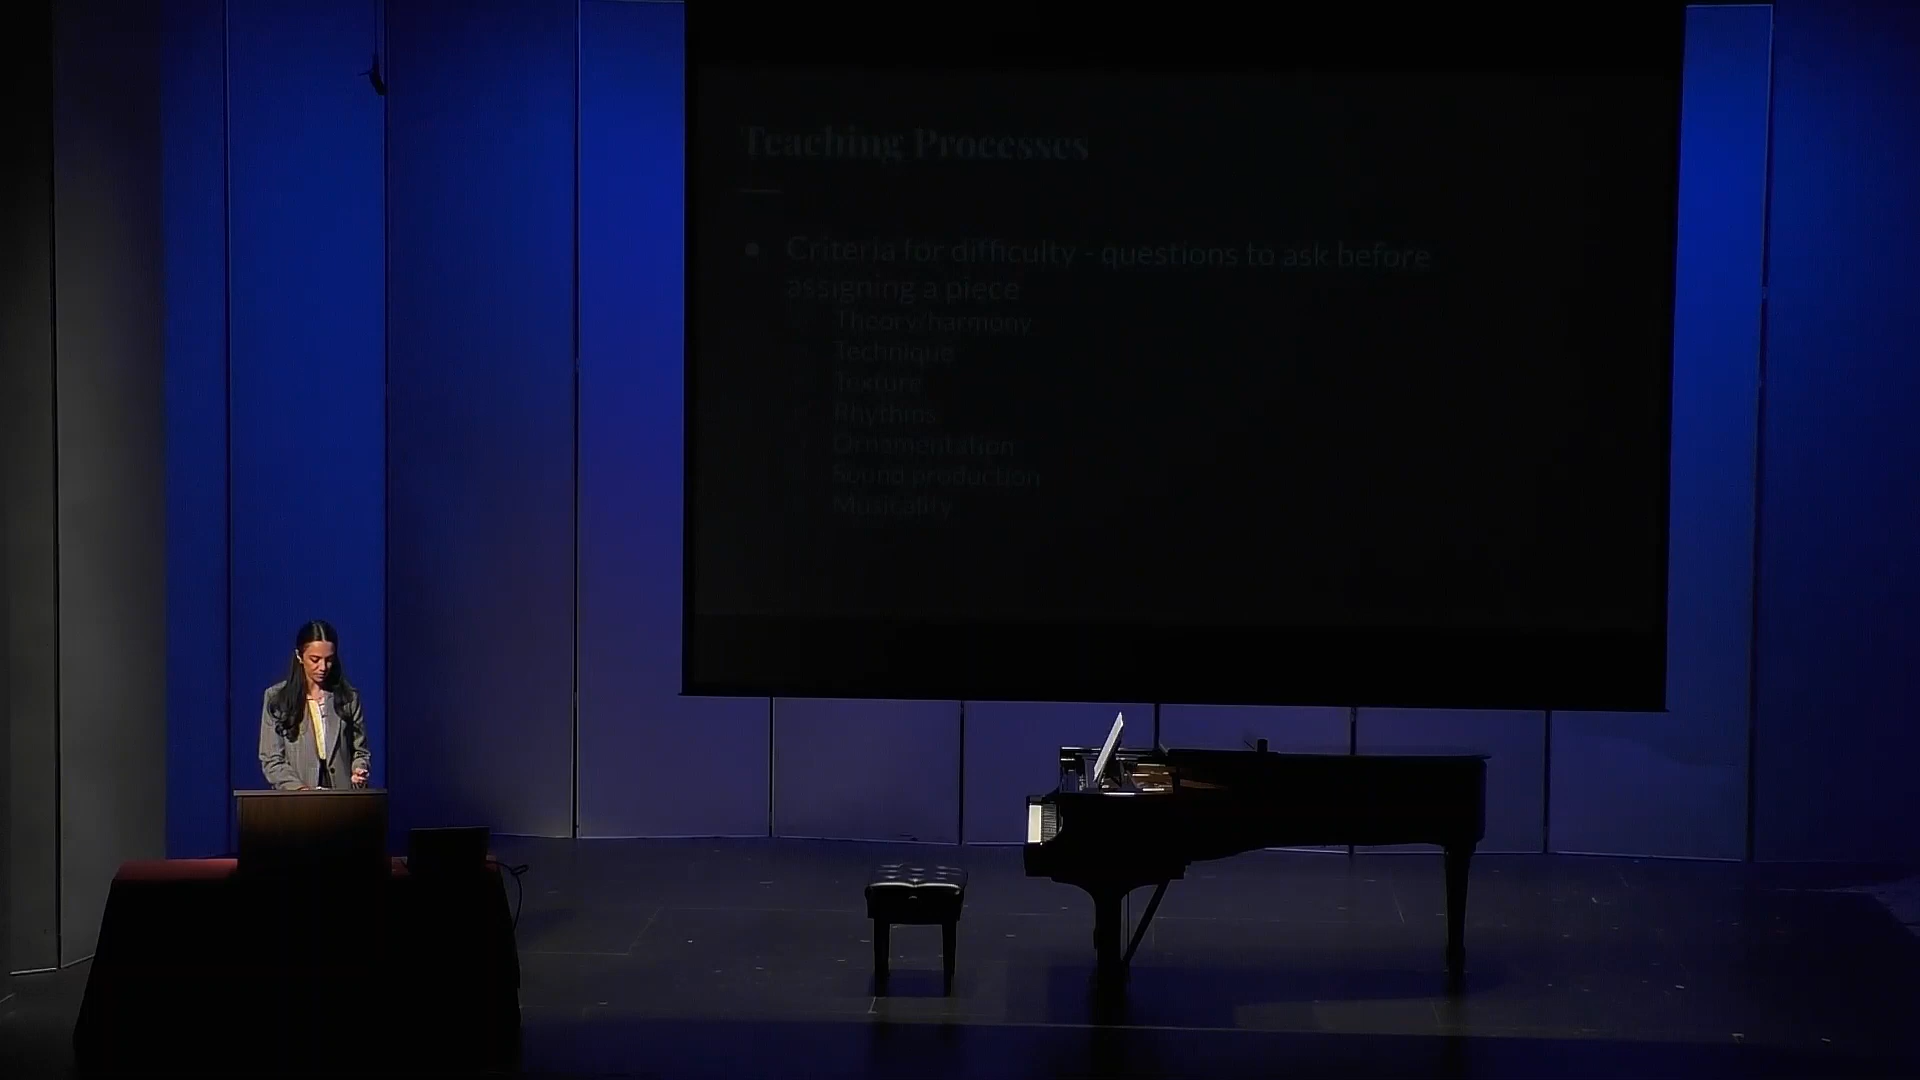 Teaching Processes
Criteria for difficulty - questions to ask before
assigning a piece
Theory/harmony
Technique
Texture
Rhythms
Ornamentation
Sound production
Musicality